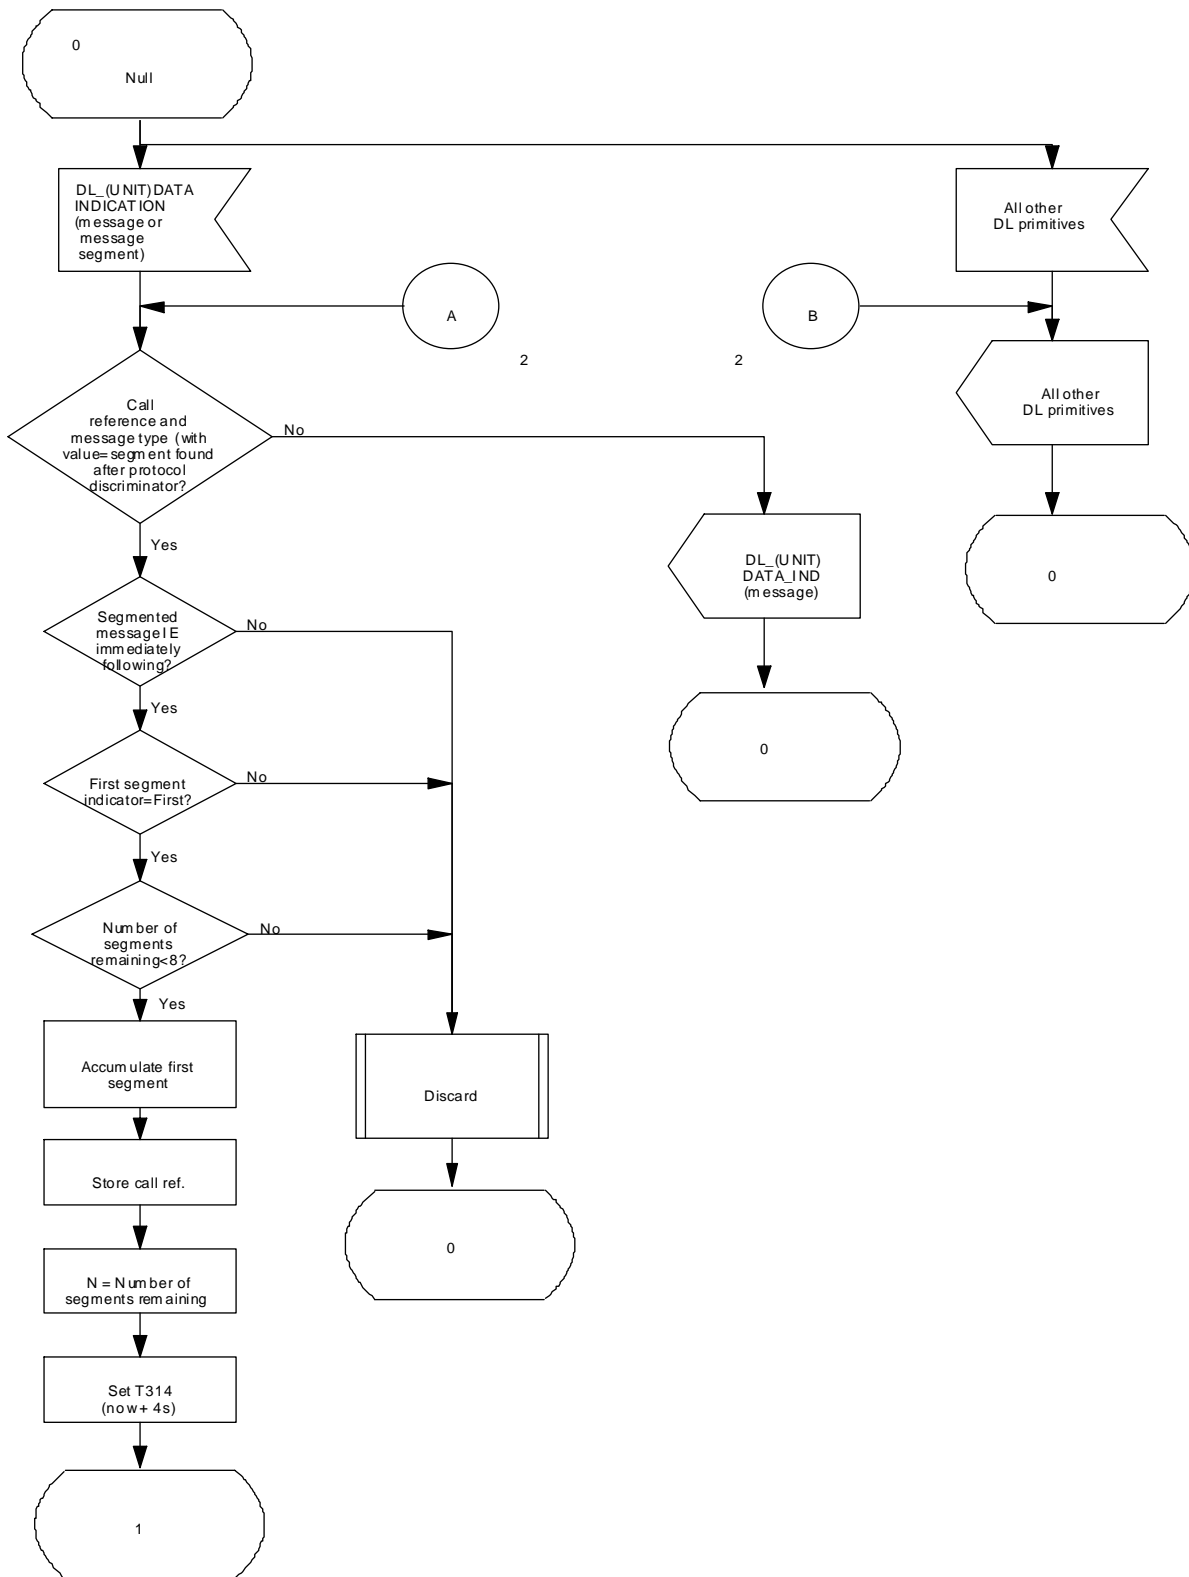 0
Null
DL_(UNIT)DATA
INDICATION
(message or
message
segment)
All other
DL primitives
A
2
B
2
All other
DL primitives
Call
reference and
message type (with
value=segment found
after protocol
discriminator?
No
Yes
DL_(UNIT)
DATA_IND
(message)
0
Segmented
message IE
immediately
following?
No
Yes
0
First segment
indicator=First?
No
Yes
Number of
segments
remaining<8?
No
Yes
Accumulate first
segment
Discard
Store call ref.
0
N = Number of
segments remaining
Set T314
(now+ 4s)
1